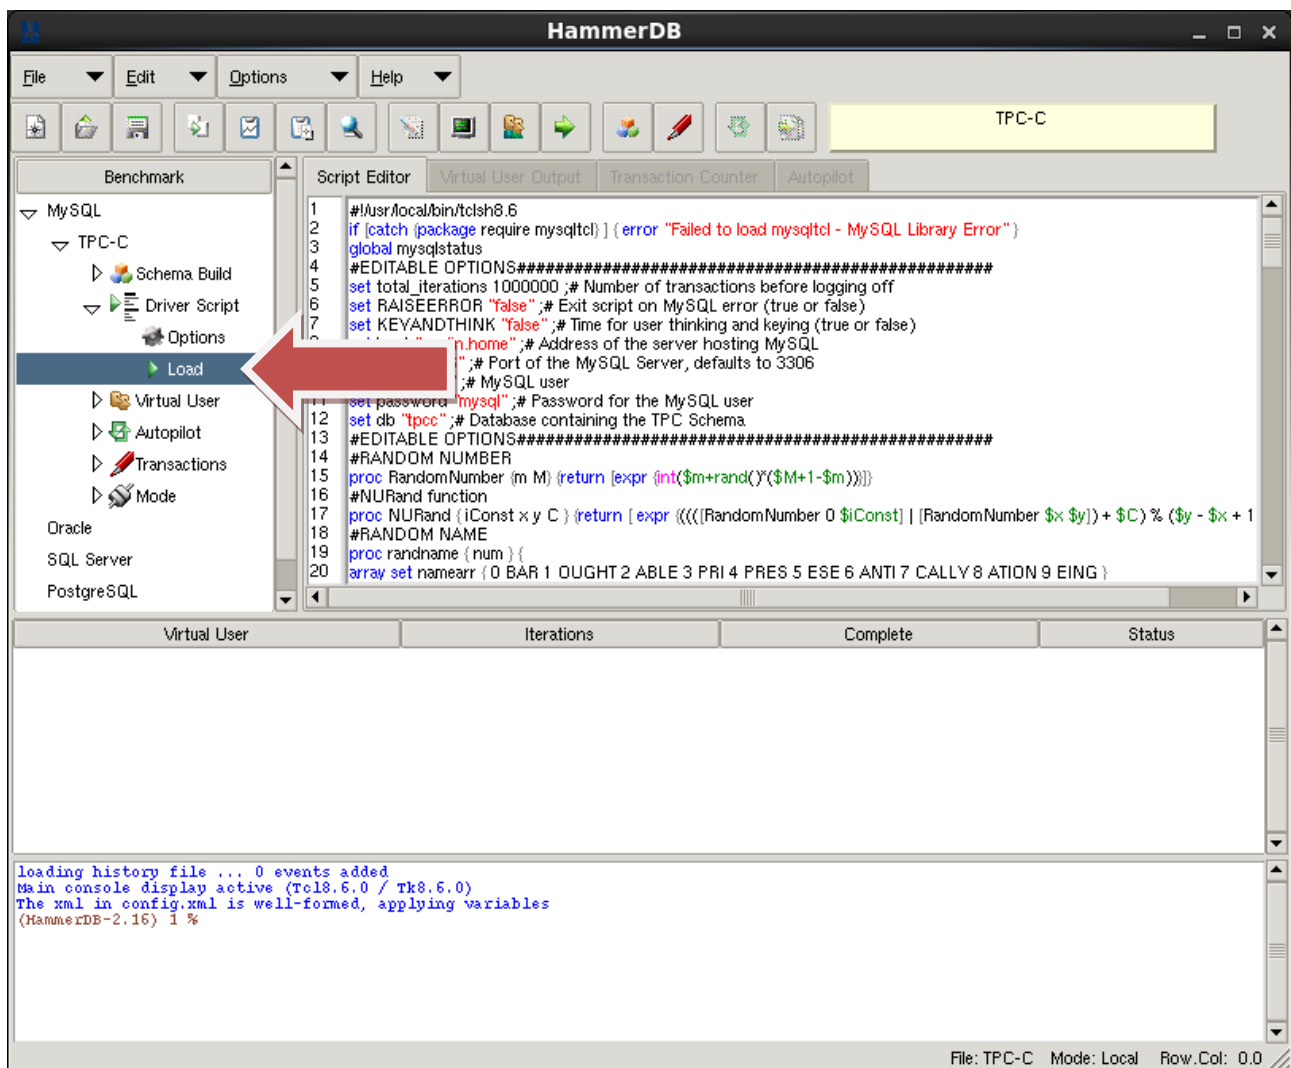 HammerDB
File Edit Options Help
TPC-C
Benchmark
MySQL
TPC-C
Schema Build
Driver Script
Options
Load
Virtual User
Autopilot
Transactions
Mode
Oracle
SQL Server
PostgreSQL
Script Editor Virtual User Output Transaction Counter Autopilot
1 #!/usr/local/bin/tclsh8.6
2 if [catch {package require mysqltcl} ] { error "Failed to load mysqltcl - MySQL Library Error" }
3 global mysqlstatus
4 #EDITABLE OPTIONS##################################################
5 set total_iterations 1000000 ;# Number of transactions before logging off
6 set RAISEERROR "false" ;# Exit script on MySQL error (true or false)
7 set KEYANDTHINK "false" ;# Time for user thinking and keying (true or false)
n.home" ;# Address of the server hosting MySQL
" ;# Port of the MySQL Server, defaults to 3306
;# MySQL user
11 set password "mysql" ;# Password for the MySQL user
12 set db "tpcc" ;# Database containing the TPC Schema
13 #EDITABLE OPTIONS##################################################
14 #RANDOM NUMBER
15 proc RandomNumber {m M} {return [expr {int($m+rand()*($M+1-$m))}]}
16 #NURand function
17 proc NURand { iConst x y C } {return [ expr {((([RandomNumber 0 $iConst] | [RandomNumber $x $y]) + $C) % ($y - $x + 1
18 #RANDOM NAME
19 proc randname { num } {
20 array set namearr { 0 BAR 1 OUGHT 2 ABLE 3 PRI 4 PRES 5 ESE 6 ANTI 7 CALLY 8 ATION 9 EING }
Virtual User Iterations Complete Status
loading history file ... 0 events added
Main console display active (Tcl8.6.0 / Tk8.6.0)
The xml in config.xml is well-formed, applying variables
(HammerDB-2.16) 1 %
File: TPC-C Mode: Local Row.Col: 0.0